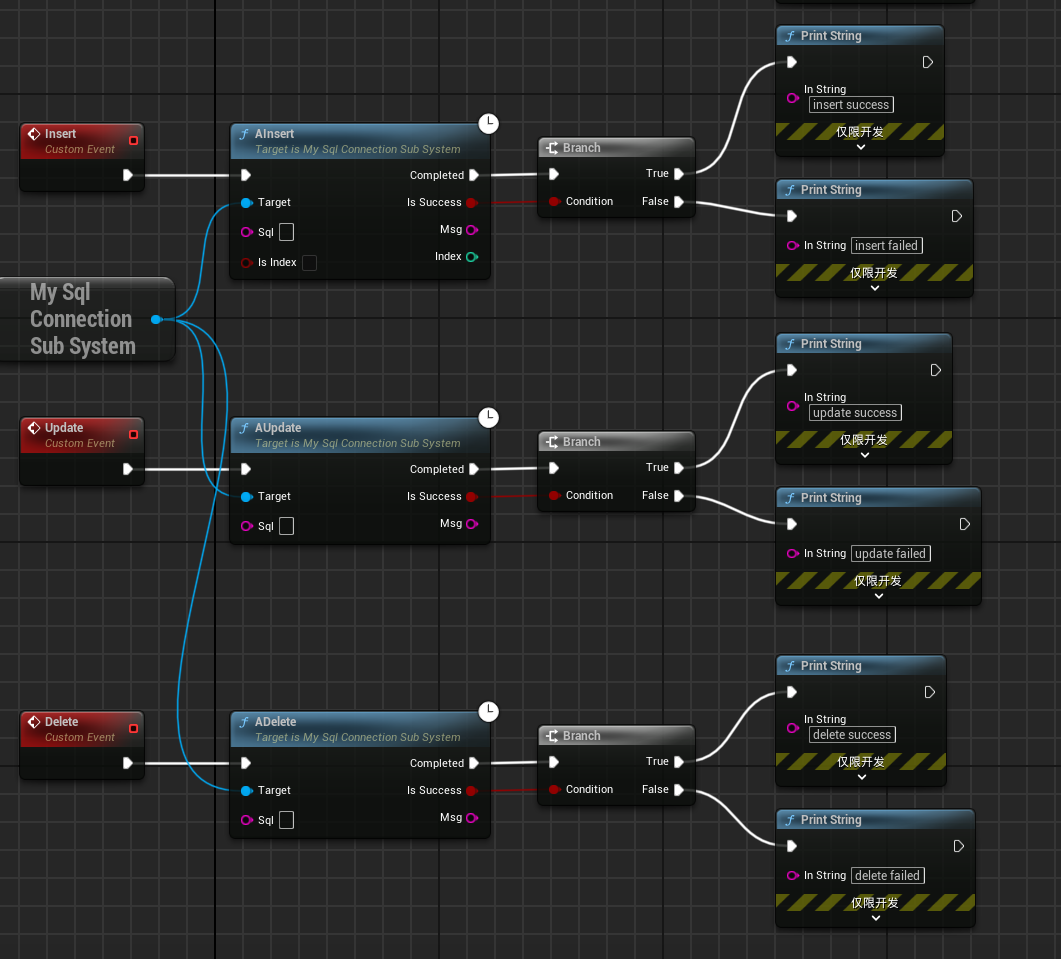 Print String
In String
insert success
仅限开发
Insert
Custom Event
AInsert
Target is My Sql Connection Sub System
Completed
Target
Is Success
Sql
Msg
Is Index
Index
Branch
True
Condition
False
Print String
In String insert failed
仅限开发
My Sql
Connection
Sub System
Print String
In String
update success
仅限开发
Update
Custom Event
AUpdate
Target is My Sql Connection Sub System
Completed
Target
Is Success
Sql
Msg
Branch
True
Condition
False
Print String
In String update failed
仅限开发
Print String
In String
delete success
仅限开发
Delete
Custom Event
ADelete
Target is My Sql Connection Sub System
Completed
Target
Is Success
Sql
Msg
Branch
True
Condition
False
Print String
In String delete failed
仅限开发